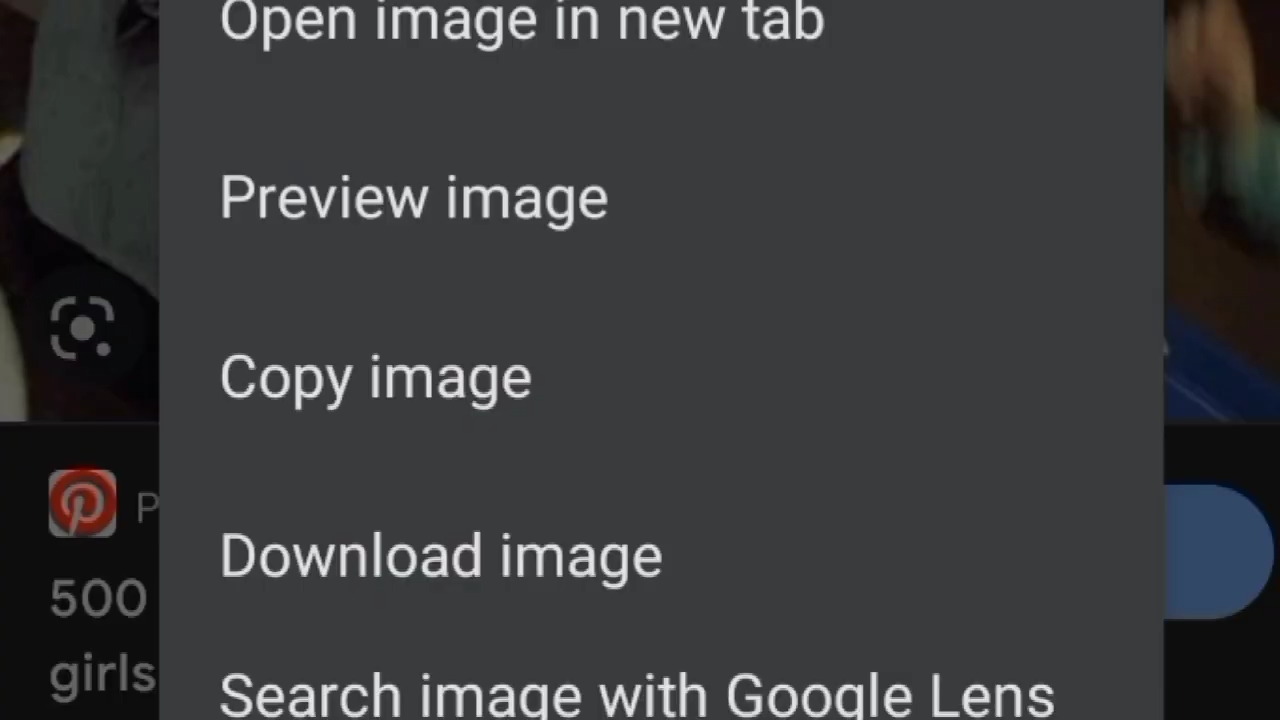 Open image in new tab
Preview image
Copy image
Download image
P
500
girls
Search image with Google Lens